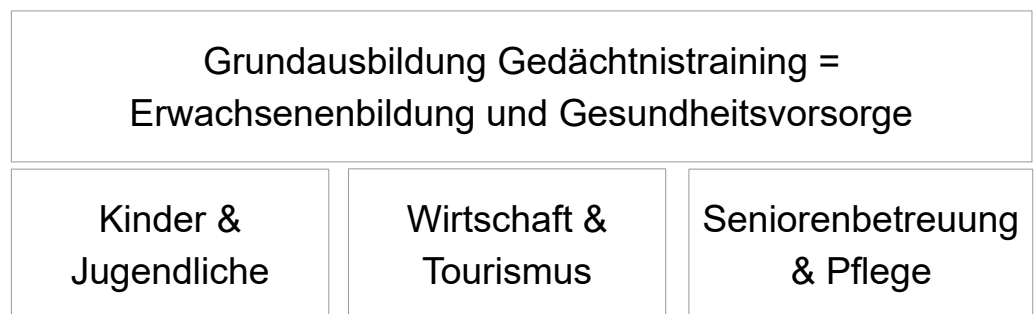 Grundausbildung Gedächtnistraining =
Erwachsenenbildung und Gesundheitsvorsorge
Kinder &
Jugendliche
Wirtschaft &
Tourismus
Seniorenbetreuung
& Pflege